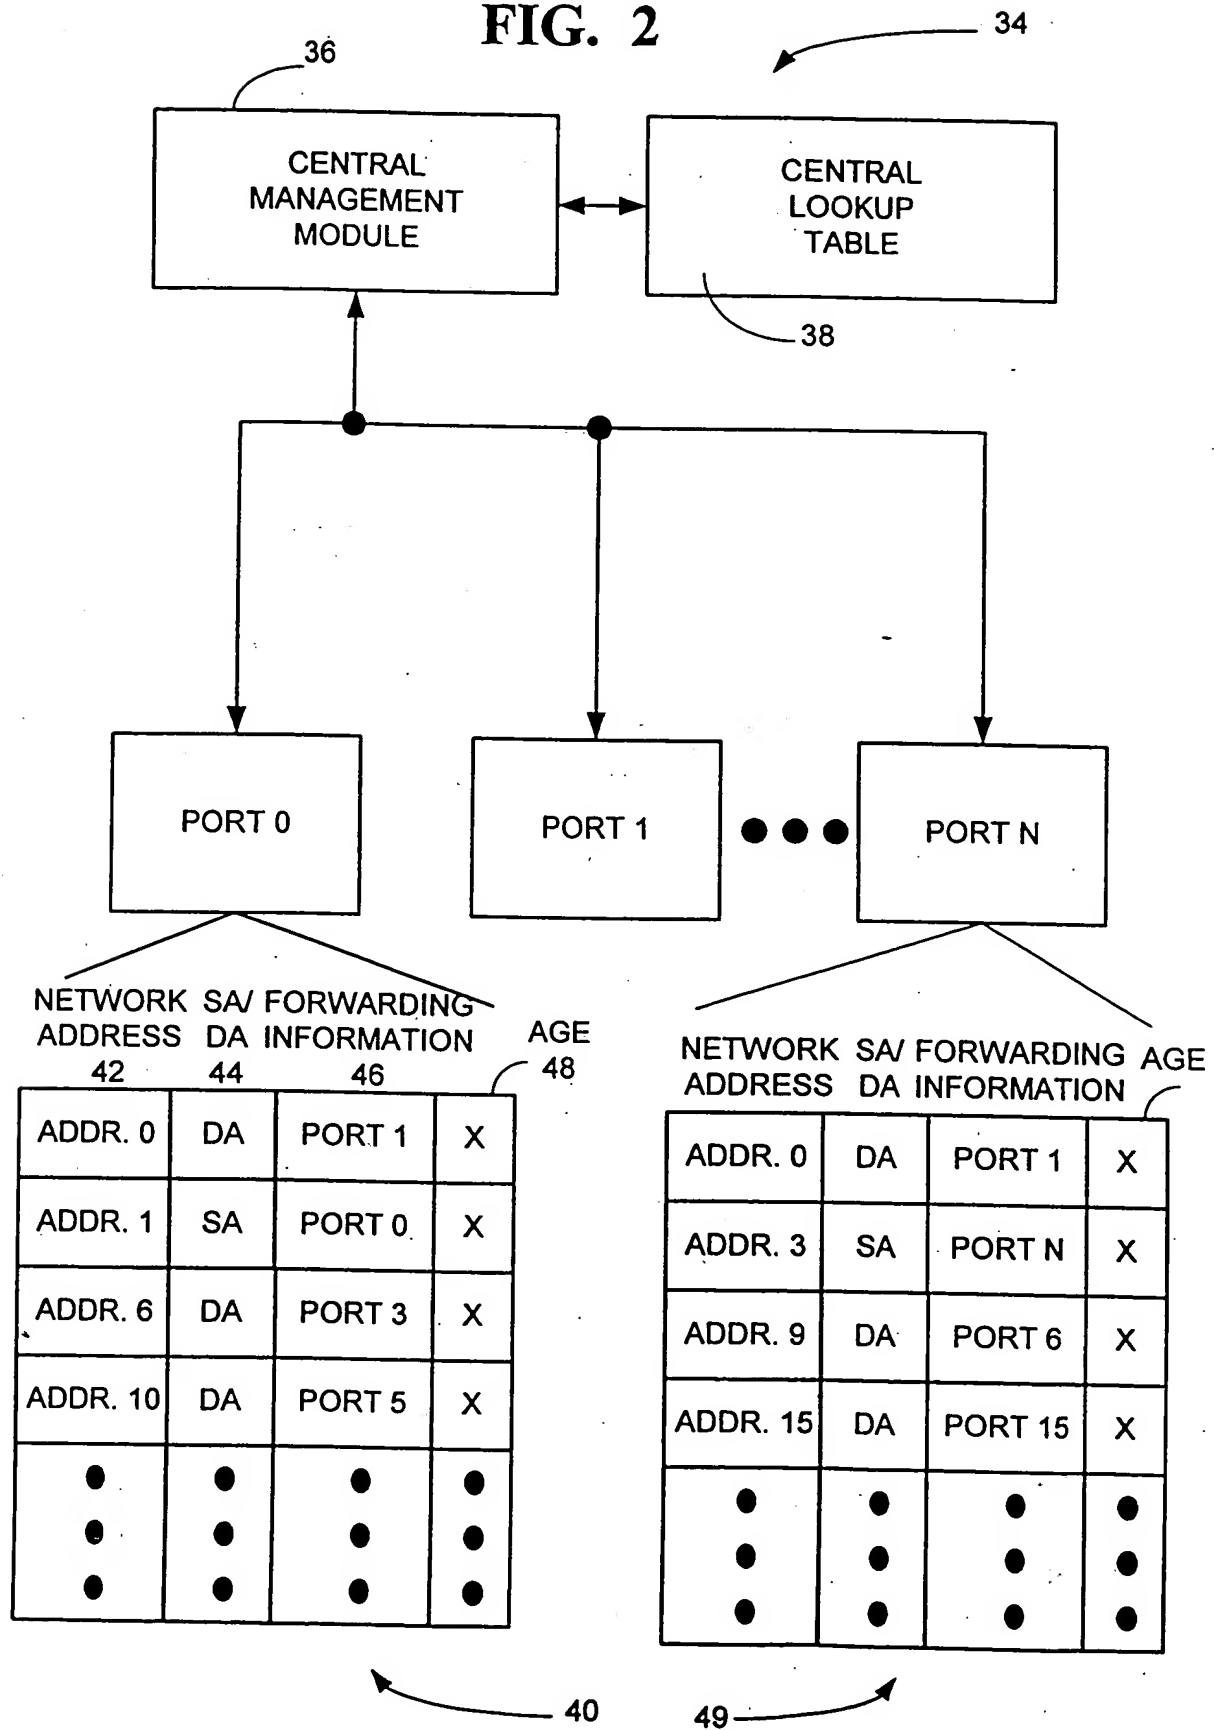 FIG. 2
34
36
CENTRAL
MANAGEMENT
MODULE
CENTRAL
LOOKUP
TABLE
38
PORT 0
PORT 1
PORT N
NETWORK SA/ FORWARDING
ADDRESS DA INFORMATION
AGE
42 44 46 48
ADDR. 0 DA PORT 1 X
ADDR. 1 SA PORT 0 X
ADDR. 6 DA PORT 3 X
ADDR. 10 DA PORT 5 X
40
NETWORK SA/ FORWARDING
ADDRESS DA INFORMATION
AGE
ADDR. 0 DA PORT 1 X
ADDR. 3 SA PORT N X
ADDR. 9 DA PORT 6 X
ADDR. 15 DA PORT 15 X
49